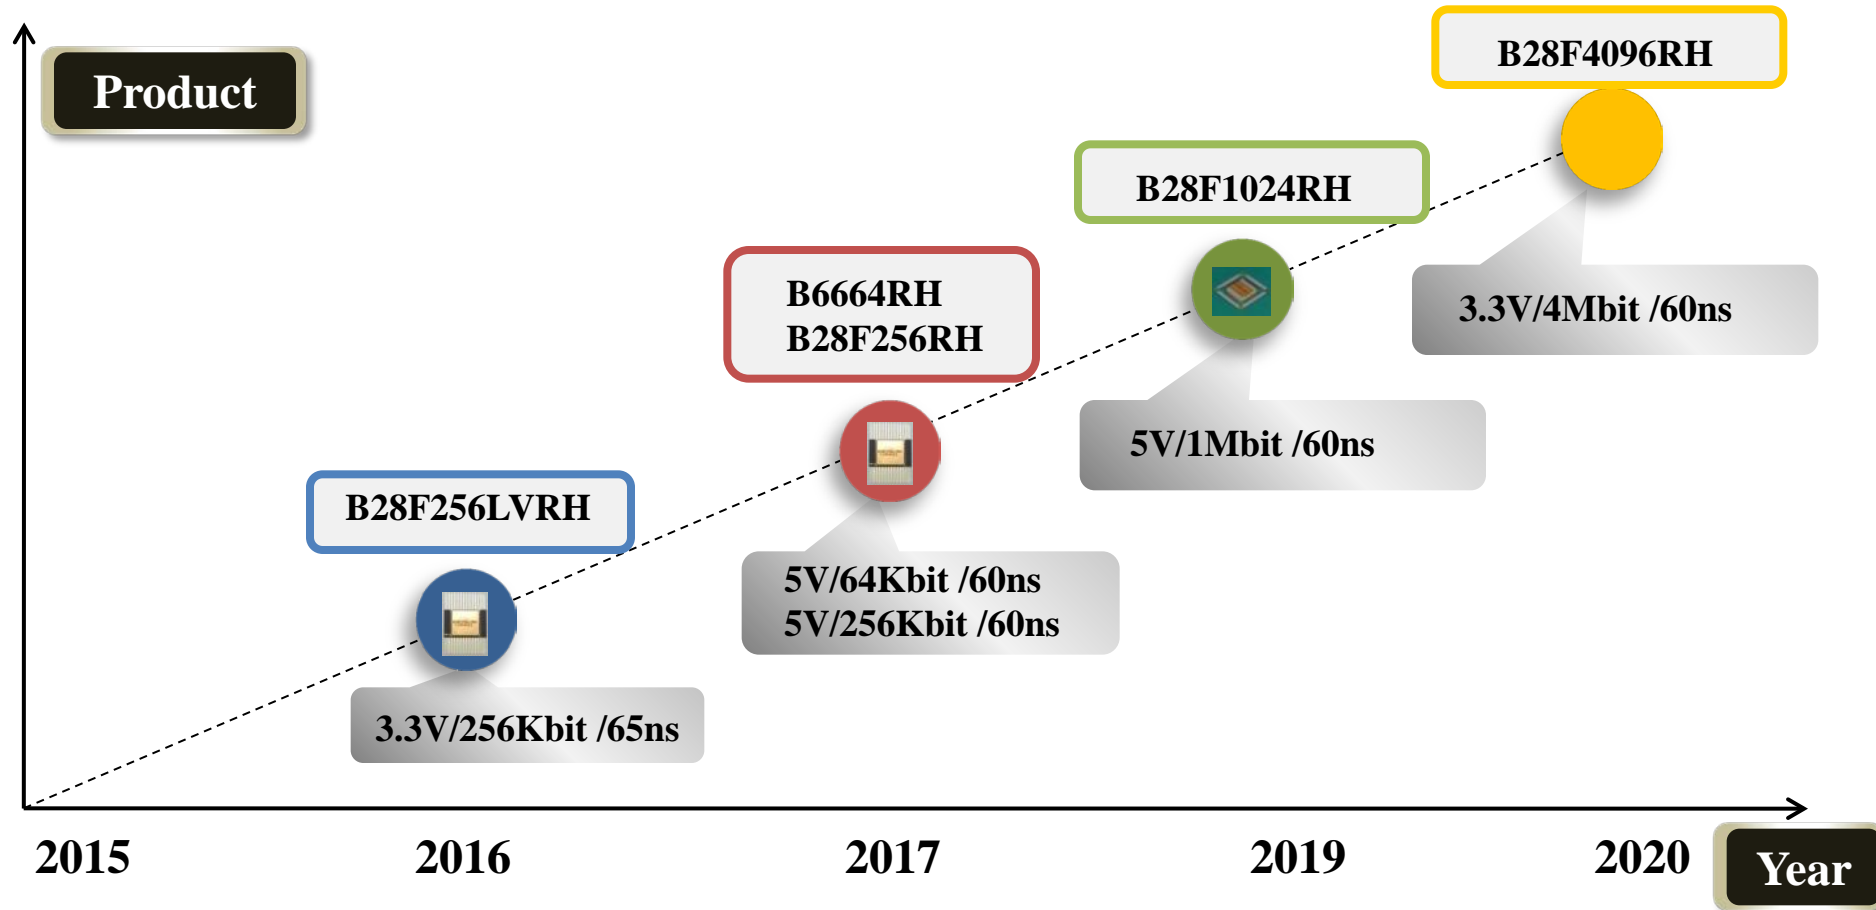 Product
B28F4096RH
B28F1024RH
B6664RH
B28F256RH
B28F256LVRH
3.3V/4Mbit /60ns
5V/1Mbit /60ns
5V/64Kbit /60ns
5V/256Kbit /60ns
3.3V/256Kbit /65ns
2015
2016
2017
2019
2020
Year